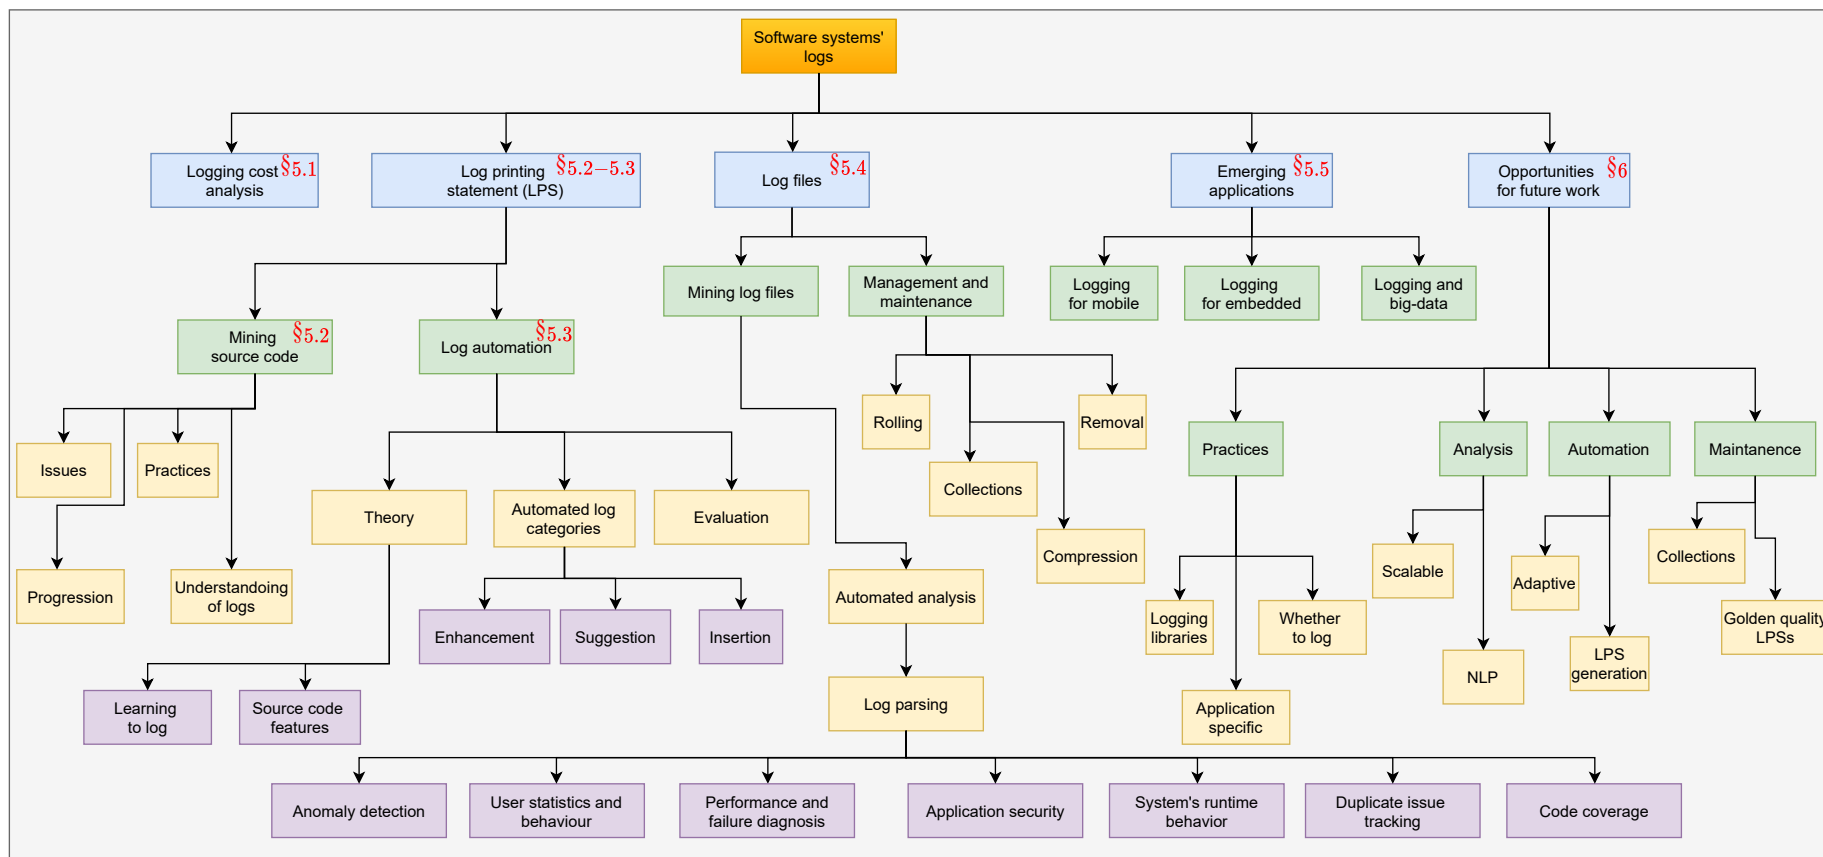 Software systems'
logs
Logging cost §5.1
analysis
Log printing §5.2–5.3
statement (LPS)
Log files §5.4
Emerging §5.5
applications
Opportunities §6
for future work
Mining log files
Management and
maintenance
Logging
for mobile
Logging
for embedded
Logging and
big-data
Mining §5.2
source code
Log automation §5.3
Rolling
Removal
Collections
Compression
Practices
Analysis
Automation
Maintanence
Issues
Practices
Progression
Understandoing
of logs
Theory
Automated log
categories
Evaluation
Enhancement
Suggestion
Insertion
Automated analysis
Scalable
Adaptive
Collections
Logging
libraries
Whether
to log
Golden quality
LPSs
NLP
LPS
generation
Learning
to log
Source code
features
Log parsing
Application
specific
Anomaly detection
User statistics and
behaviour
Performance and
failure diagnosis
Application security
System's runtime
behavior
Duplicate issue
tracking
Code coverage